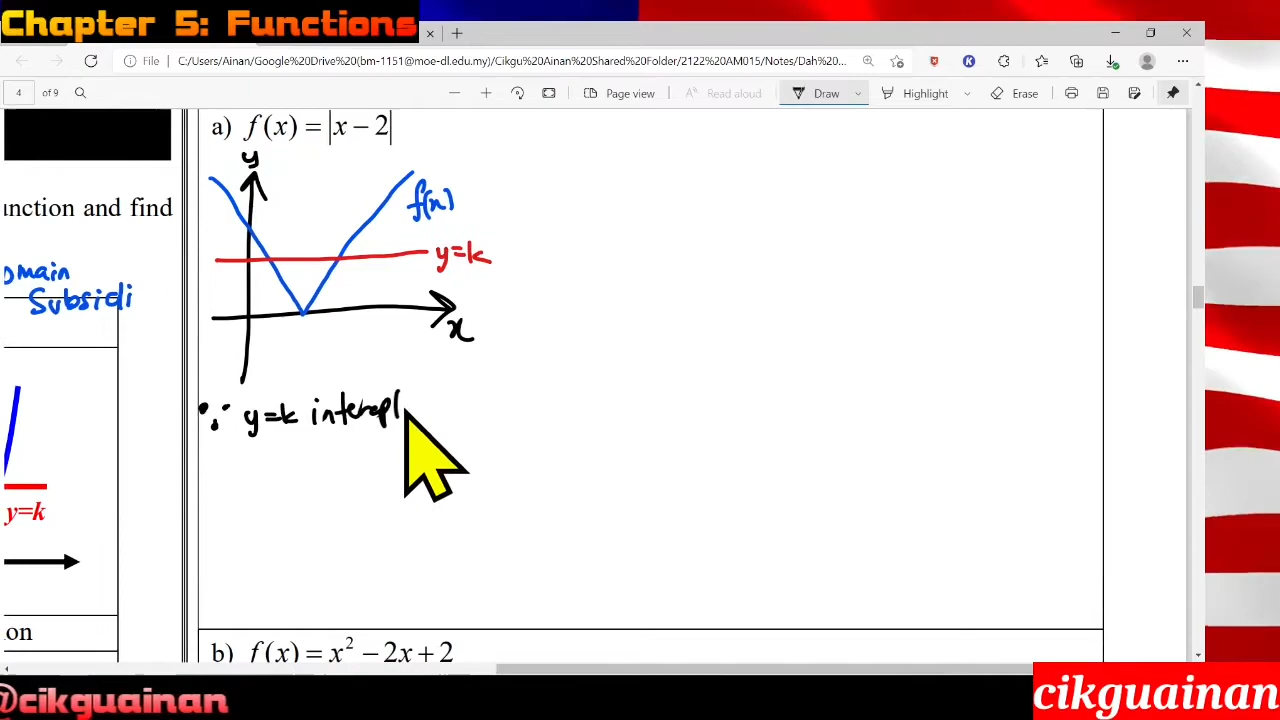 Chapter 5: Functions
File C:/Users/Ainan/Google%20Drive%20(bm-1151@moe-dl.edu.my)/Cikgu%20Ainan%20Shared%20Folder/2122%20AM015/Notes/Dah%20...
4 of 9 Page view Read aloud Draw Highlight Erase
a) f(x) = |x − 2|
y
f(x)
y=k
x
∵ y=k
unction and find
omain
Subsidi
y=k
on
b) f(x) = x² − 2x + 2
@cikguainan
cikguainan